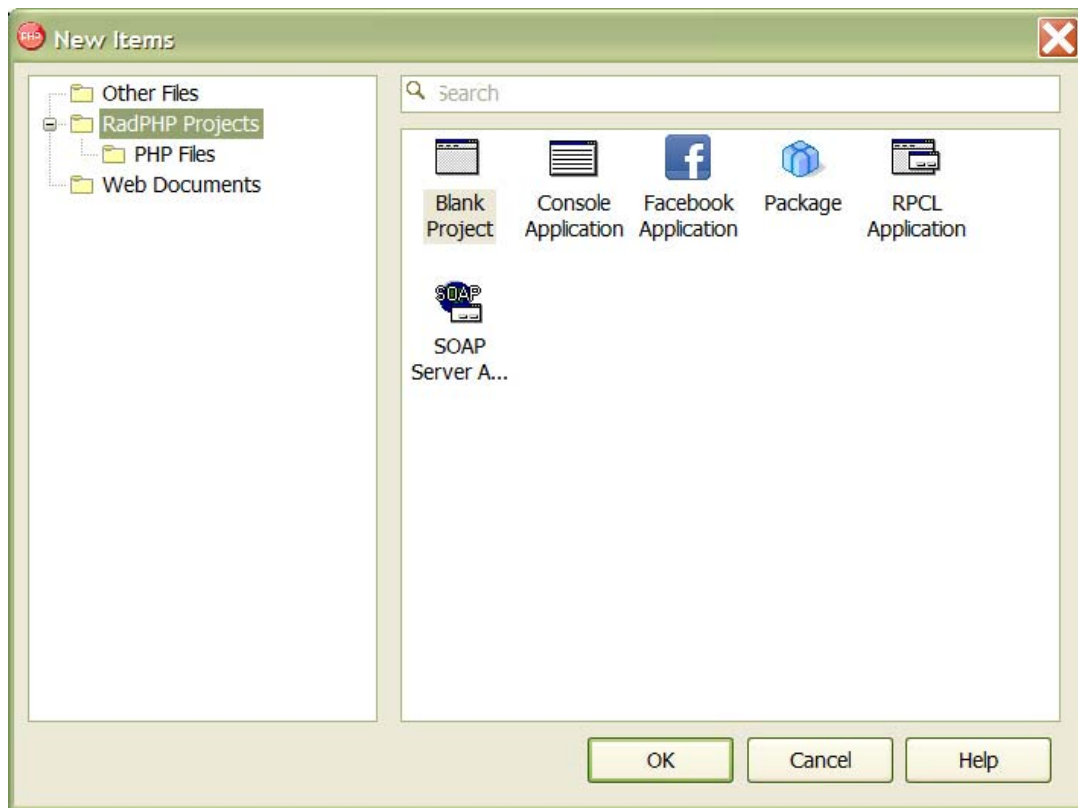 PHP New Items
Other Files
RadPHP Projects
PHP Files
Web Documents
Search
Blank
Project
Console
Application
Facebook
Application
Package
RPCL
Application
SOAP
SOAP
Server A...
OK
Cancel
Help